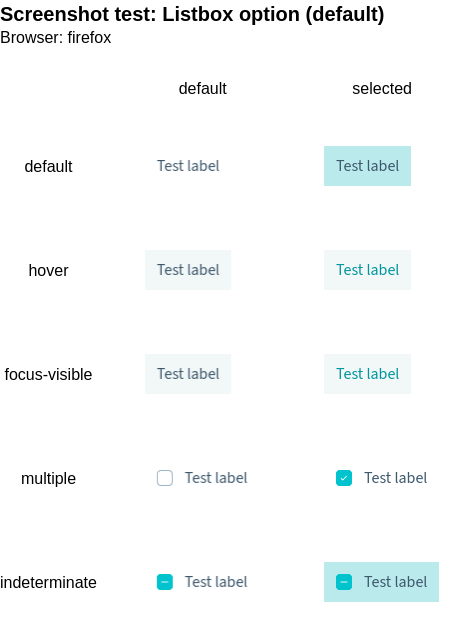 Screenshot test: Listbox option (default)
Browser: firefox
default selected
default Test label Test label
hover Test label Test label
focus-visible Test label Test label
multiple Test label Test label
indeterminate Test label Test label